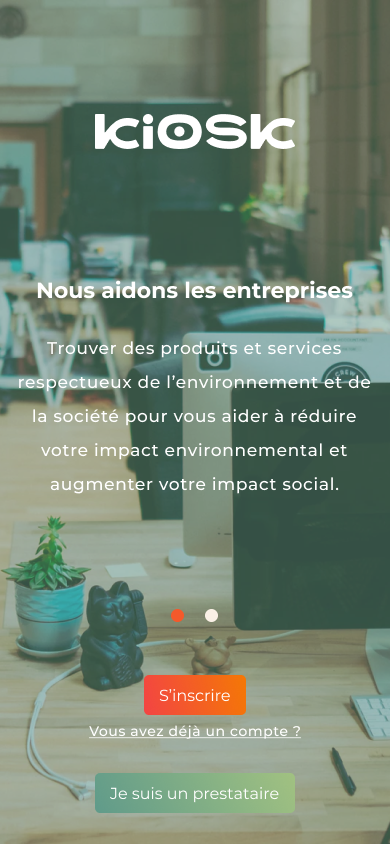 kiosk
Nous aidons les entreprises
Trouver des produits et services
respectueux de l'environnement et de
la société pour vous aider à réduire
votre impact environnemental et
augmenter votre impact social.
S'inscrire
Vous avez déjà un compte ?
Je suis un prestataire